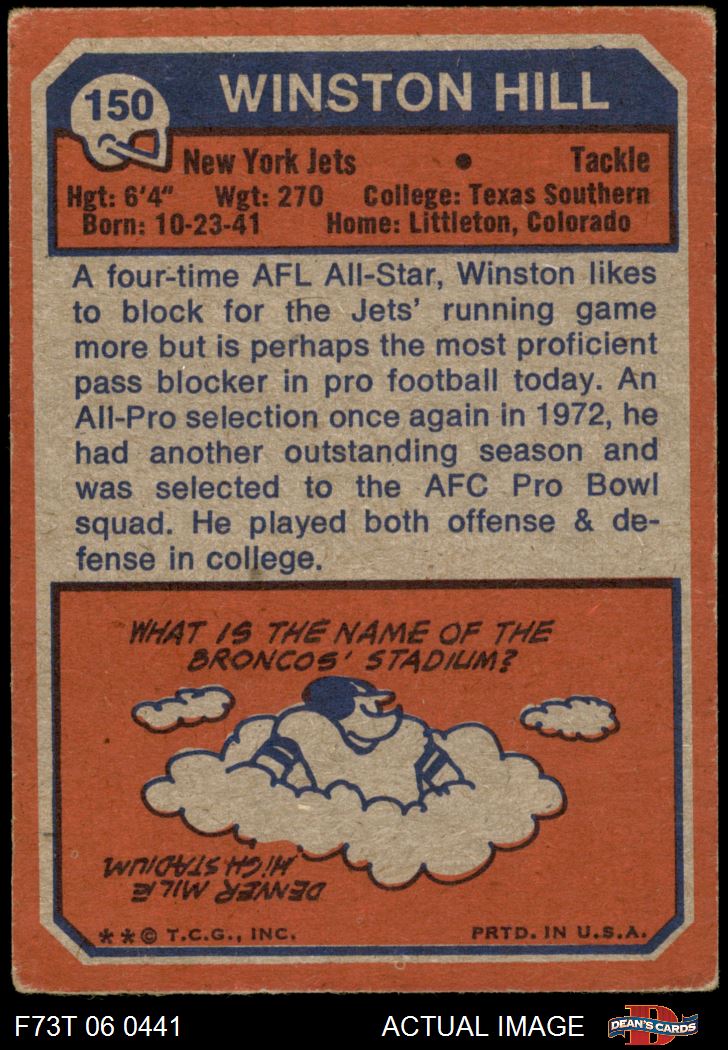 150
WINSTON HILL
New York Jets • Tackle
Hgt: 6'4" Wgt: 270 College: Texas Southern
Born: 10-23-41 Home: Littleton, Colorado
A four-time AFL All-Star, Winston likes
to block for the Jets' running game
more but is perhaps the most proficient
pass blocker in pro football today. An
All-Pro selection once again in 1972, he
had another outstanding season and
was selected to the AFC Pro Bowl
squad. He played both offense & de-
fense in college.
WHAT IS THE NAME OF THE
BRONCOS' STADIUM?
DENVER MILE
HIGH STADIUM
**© T.C.G., INC. PRTD. IN U.S.A.
F73T 06 0441 ACTUAL IMAGE D DEAN'S CARDS